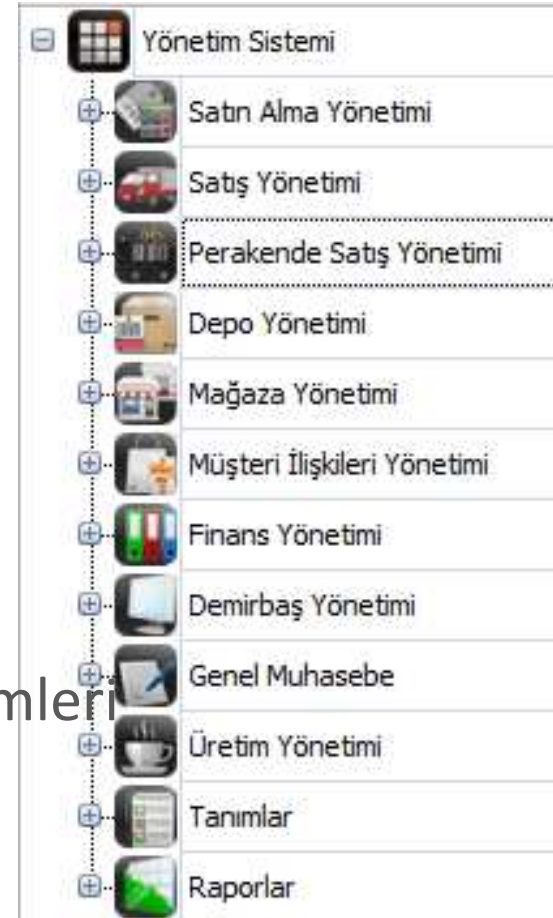 Yönetim Sistemi
Satın Alma Yönetimi
Satış Yönetimi
Perakende Satış Yönetimi
Depo Yönetimi
Mağaza Yönetimi
Müşteri İlişkileri Yönetimi
Finans Yönetimi
Demirbaş Yönetimi
Genel Muhasebe
mleri
Üretim Yönetimi
Tanımlar
Raporlar